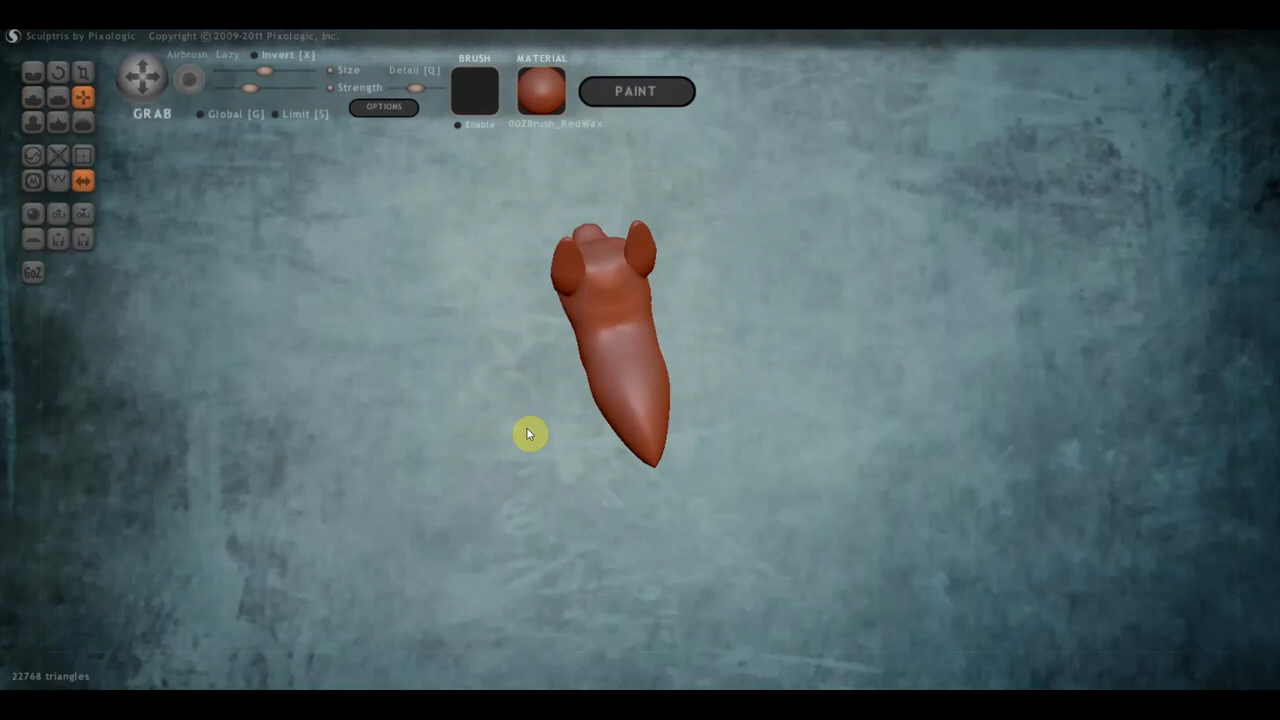 Sculptris by Pixologic Copyright © 2009-2011 Pixologic, Inc.
Airbrush Lazy Invert [X]
Size Detail [Q]
Strength
GRAB Global [G] Limit [S] OPTIONS
BRUSH
Enable
MATERIAL
00ZBrush_RedWax
PAINT
GoZ
22768 triangles